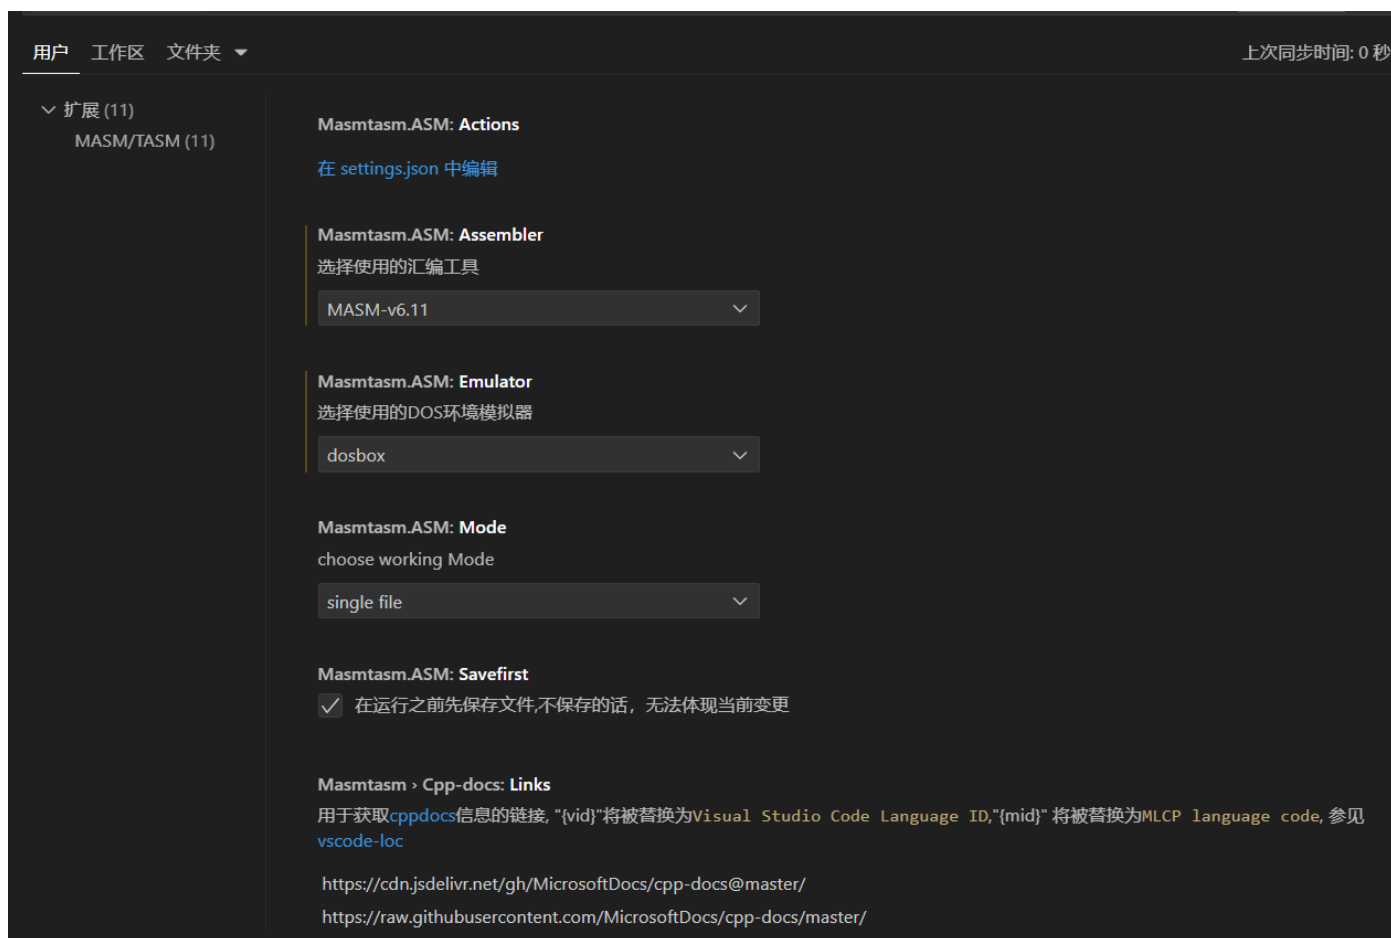 用户 工作区 文件夹
上次同步时间: 0 秒
扩展 (11)
MASM/TASM (11)
Masmtasm.ASM: Actions
在 settings.json 中编辑
Masmtasm.ASM: Assembler
选择使用的汇编工具
MASM-v6.11
Masmtasm.ASM: Emulator
选择使用的DOS环境模拟器
dosbox
Masmtasm.ASM: Mode
choose working Mode
single file
Masmtasm.ASM: Savefirst
在运行之前先保存文件,不保存的话，无法体现当前变更
Masmtasm › Cpp-docs: Links
用于获取cppdocs信息的链接, "{vid}"将被替换为Visual Studio Code Language ID,"{mid}" 将被替换为MLCP language code, 参见
vscode-loc
https://cdn.jsdelivr.net/gh/MicrosoftDocs/cpp-docs@master/
https://raw.githubusercontent.com/MicrosoftDocs/cpp-docs/master/